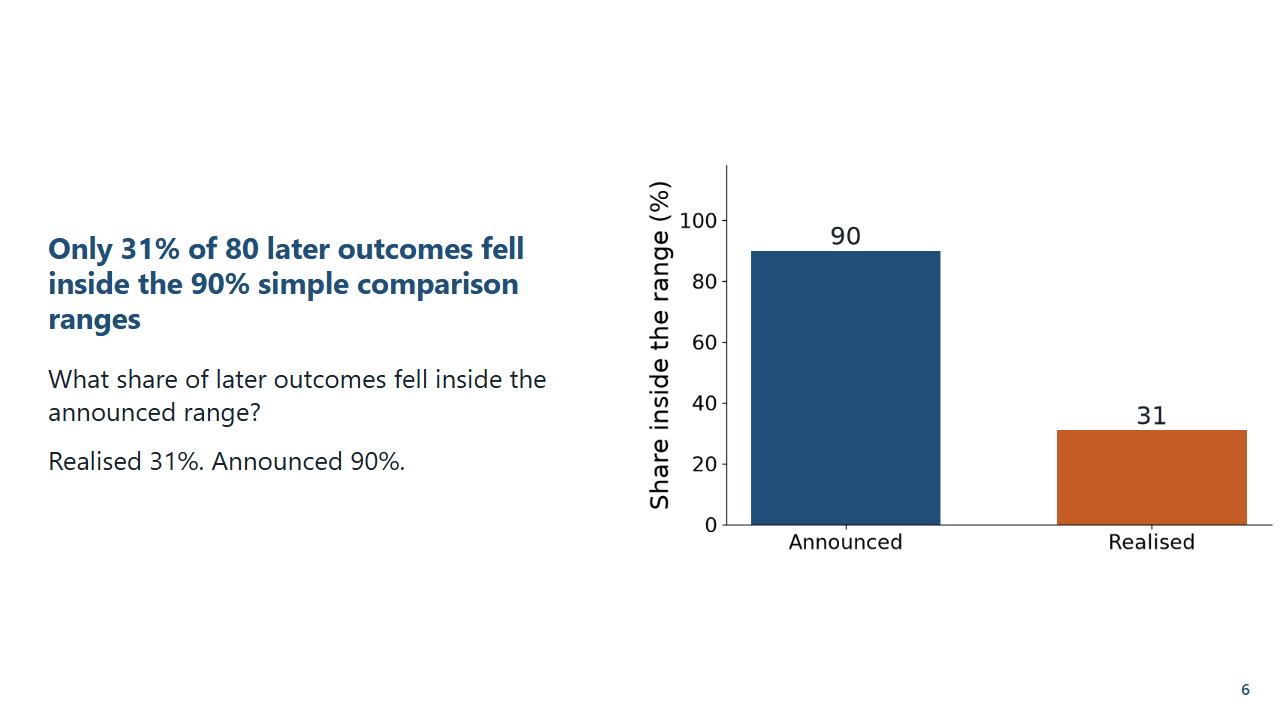 Only 31% of 80 later outcomes fell
inside the 90% simple comparison
ranges
What share of later outcomes fell inside the
announced range?
Realised 31%. Announced 90%.
Share inside the range (%)
100
80
60
40
20
0
90
31
Announced
Realised
6